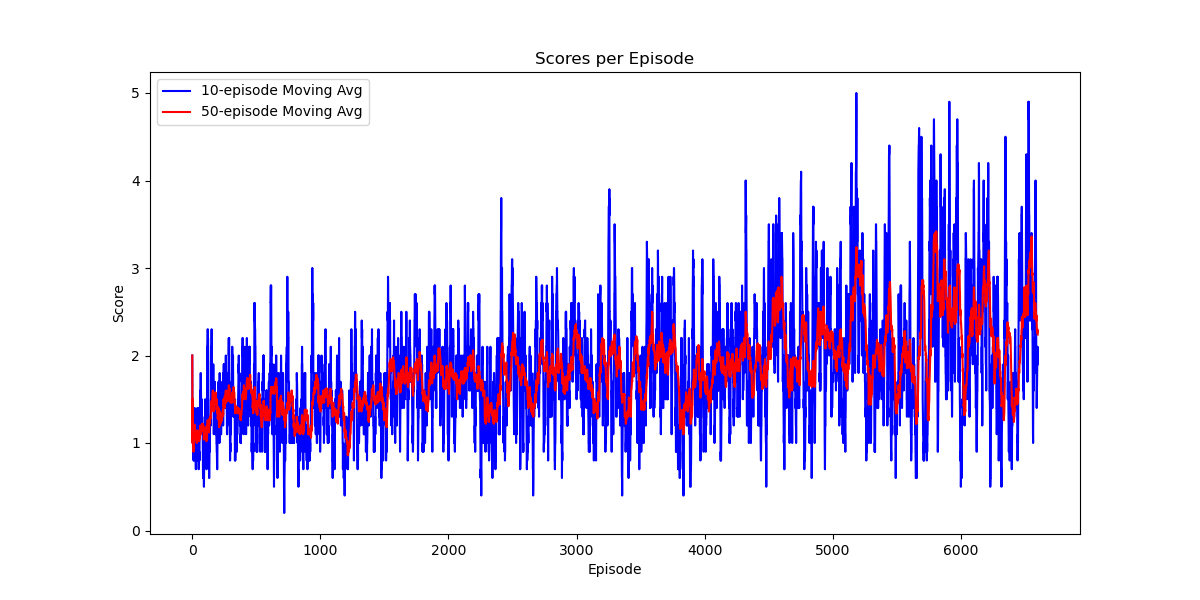 Scores per Episode
10-episode Moving Avg
50-episode Moving Avg
5
4
3
2
1
0
Score
0 1000 2000 3000 4000 5000 6000
Episode